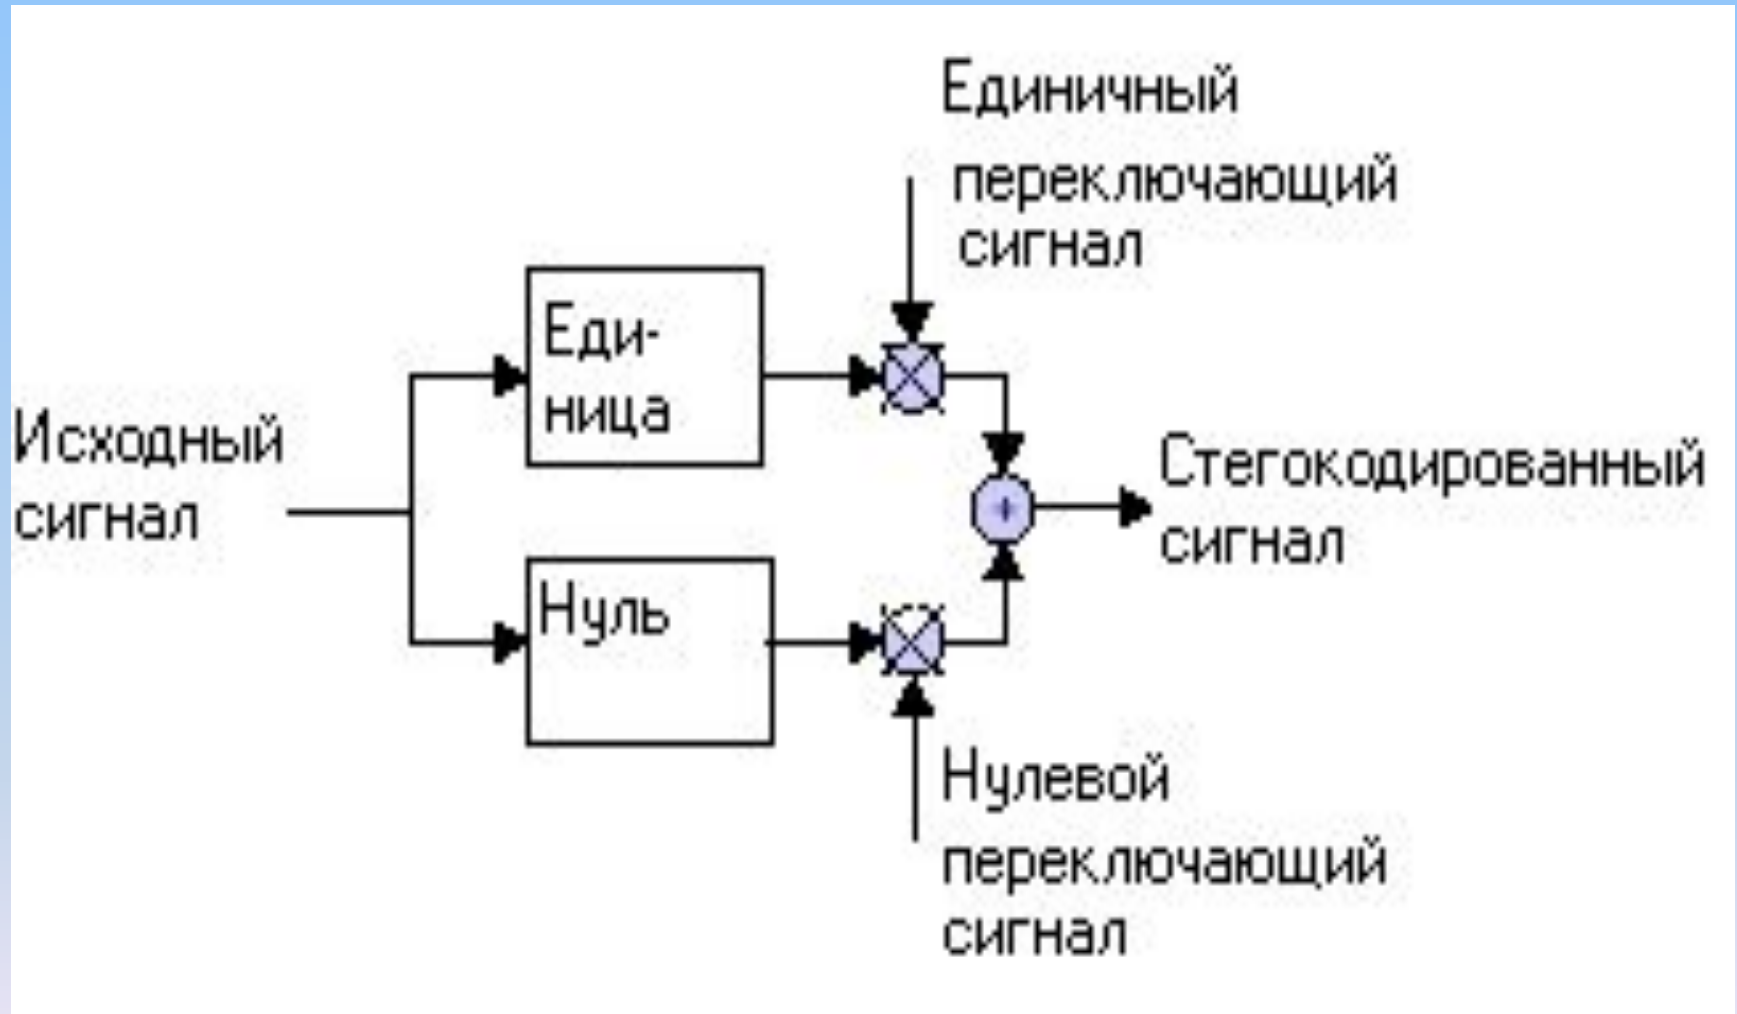 Единичный
переключающий
сигнал
Еди-
ница
Исходный
сигнал
Стегокодированный
сигнал
+
Нуль
Нулевой
переключающий
сигнал